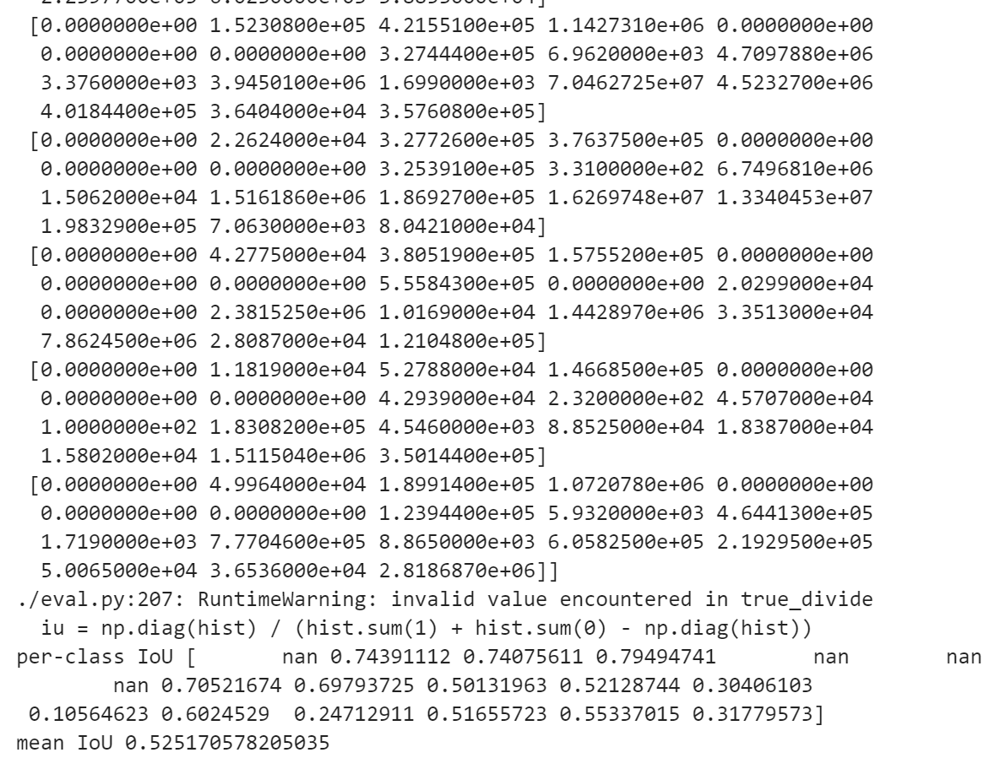 [0.0000000e+00 1.5230800e+05 4.2155100e+05 1.1427310e+06 0.0000000e+00
0.0000000e+00 0.0000000e+00 3.2744400e+05 6.9620000e+03 4.7097880e+06
3.3760000e+03 3.9450100e+06 1.6990000e+03 7.0462725e+07 4.5232700e+06
4.0184400e+05 3.6404000e+04 3.5760800e+05]
[0.0000000e+00 2.2624000e+04 3.2772600e+05 3.7637500e+05 0.0000000e+00
0.0000000e+00 0.0000000e+00 3.2539100e+05 3.3100000e+02 6.7496810e+06
1.5062000e+04 1.5161860e+06 1.8692700e+05 1.6269748e+07 1.3340453e+07
1.9832900e+05 7.0630000e+03 8.0421000e+04]
[0.0000000e+00 4.2775000e+04 3.8051900e+05 1.5755200e+05 0.0000000e+00
0.0000000e+00 0.0000000e+00 5.5584300e+05 0.0000000e+00 2.0299000e+04
0.0000000e+00 2.3815250e+06 1.0169000e+04 1.4428970e+06 3.3513000e+04
7.8624500e+06 2.8087000e+04 1.2104800e+05]
[0.0000000e+00 1.1819000e+04 5.2788000e+04 1.4668500e+05 0.0000000e+00
0.0000000e+00 0.0000000e+00 4.2939000e+04 2.3200000e+02 4.5707000e+04
1.0000000e+02 1.8308200e+05 4.5460000e+03 8.8525000e+04 1.8387000e+04
1.5802000e+04 1.5115040e+06 3.5014400e+05]
[0.0000000e+00 4.9964000e+04 1.8991400e+05 1.0720780e+06 0.0000000e+00
0.0000000e+00 0.0000000e+00 1.2394400e+05 5.9320000e+03 4.6441300e+05
1.7190000e+03 7.7704600e+05 8.8650000e+03 6.0582500e+05 2.1929500e+05
5.0065000e+04 3.6536000e+04 2.8186870e+06]]
./eval.py:207: RuntimeWarning: invalid value encountered in true_divide
iu = np.diag(hist) / (hist.sum(1) + hist.sum(0) - np.diag(hist))
per-class IoU [ nan 0.74391112 0.74075611 0.79494741 nan nan
nan 0.70521674 0.69793725 0.50131963 0.52128744 0.30406103
0.10564623 0.6024529 0.24712911 0.51655723 0.55337015 0.31779573]
mean IoU 0.525170578205035